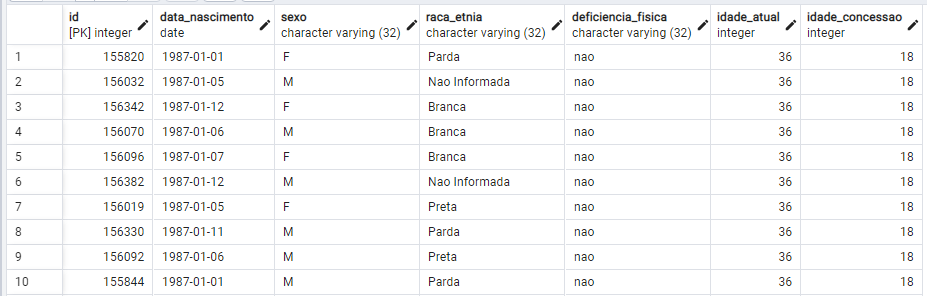 id data_nascimento sexo raca_etnia deficiencia_fisica idade_atual idade_concessao
[PK] integer date character varying (32) character varying (32) character varying (32) integer integer
1 155820 1987-01-01 F Parda nao 36 18
2 156032 1987-01-05 M Nao Informada nao 36 18
3 156342 1987-01-12 F Branca nao 36 18
4 156070 1987-01-06 M Branca nao 36 18
5 156096 1987-01-07 F Branca nao 36 18
6 156382 1987-01-12 M Nao Informada nao 36 18
7 156019 1987-01-05 F Preta nao 36 18
8 156330 1987-01-11 M Parda nao 36 18
9 156092 1987-01-06 M Preta nao 36 18
10 155844 1987-01-01 M Parda nao 36 18